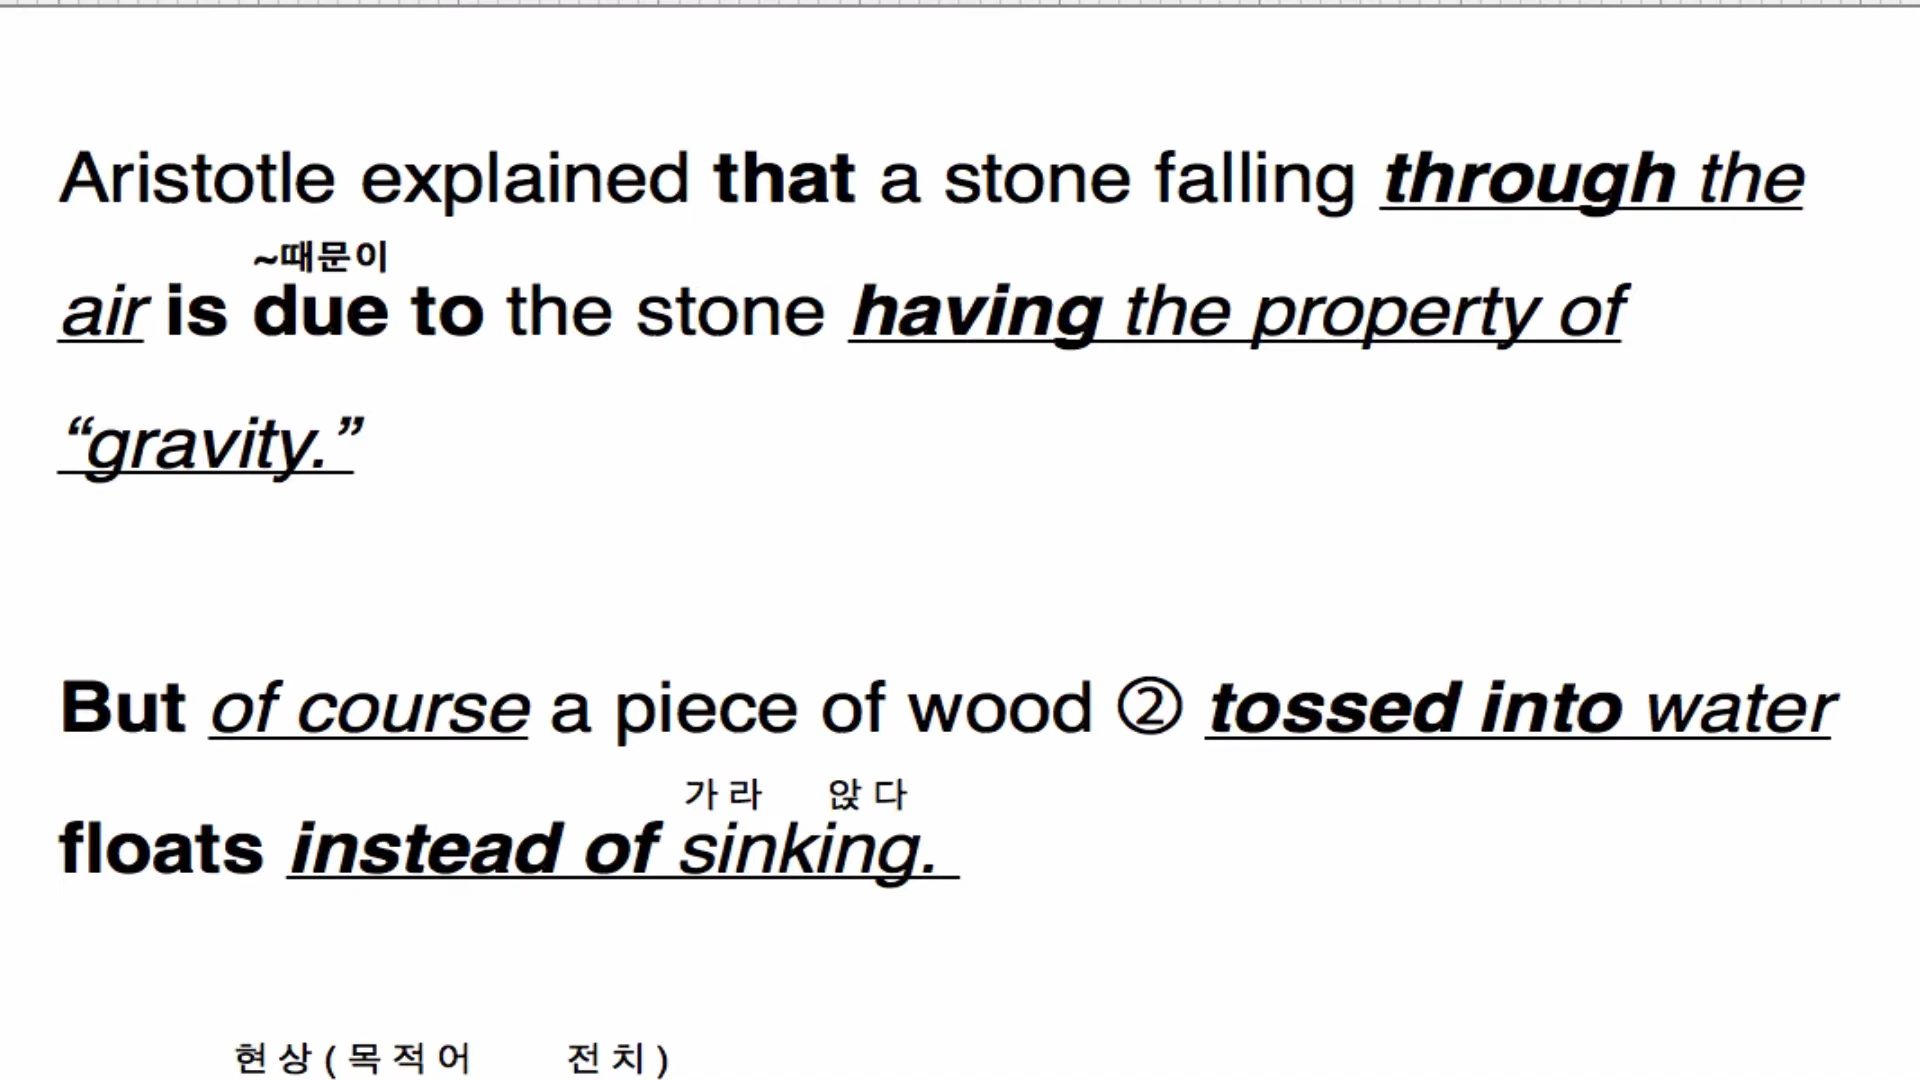 Aristotle explained that a stone falling through the
~때문이
air is due to the stone having the property of
“gravity.”
But of course a piece of wood ② tossed into water
가라 앉다
floats instead of sinking.
현상(목적어 전치)